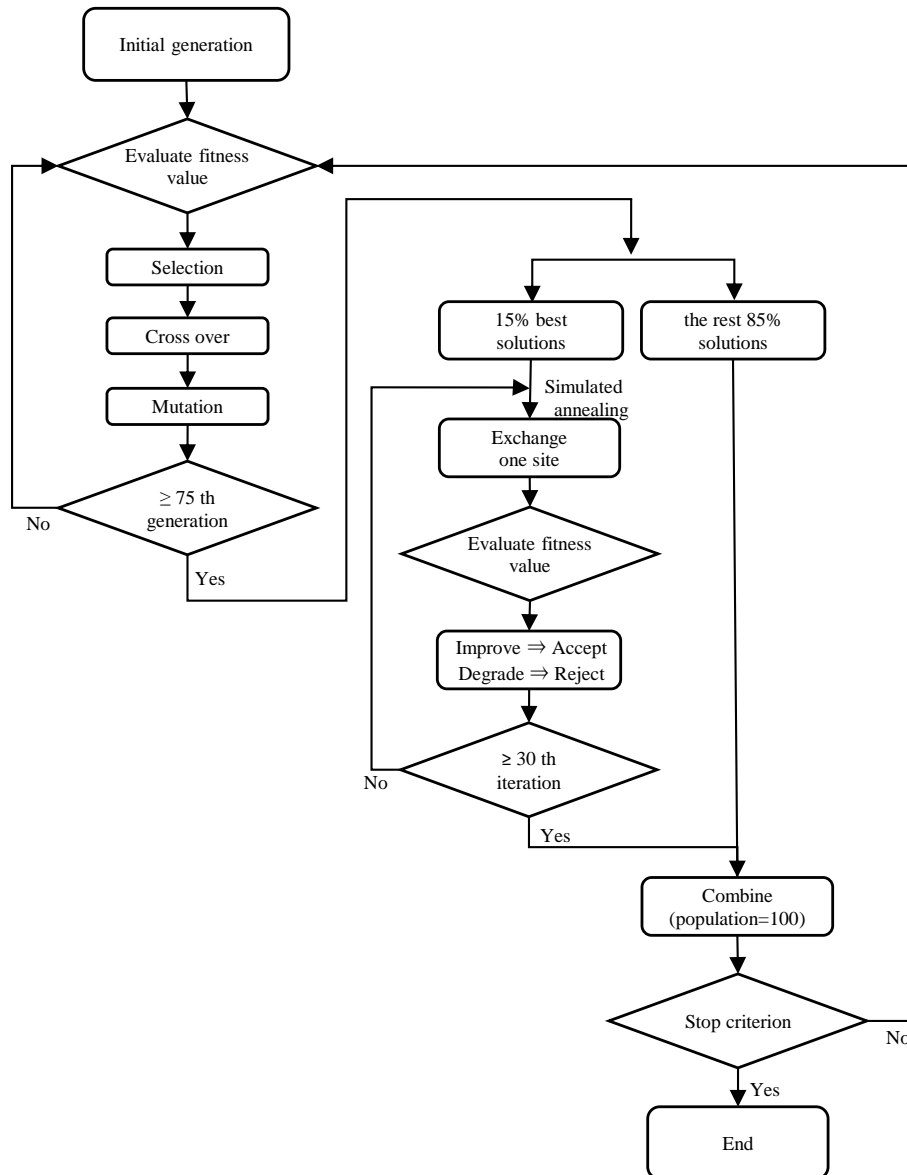 Initial generation
Evaluate fitness
value
Selection
Cross over
Mutation
≥ 75 th
generation
No
Yes
15% best
solutions
the rest 85%
solutions
Simulated
annealing
Exchange
one site
Evaluate fitness
value
Improve ⇒ Accept
Degrade ⇒ Reject
≥ 30 th
iteration
No
Yes
Combine
(population=100)
Stop criterion
No
Yes
End